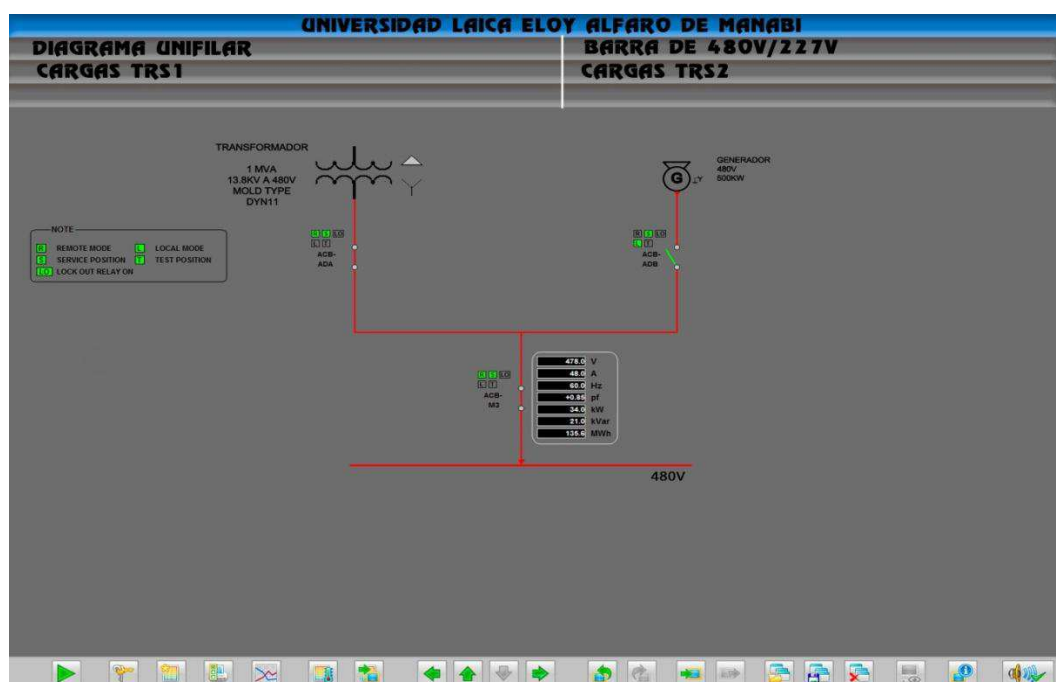 UNIVERSIDAD LAICA ELOY ALFARO DE MANABI
DIAGRAMA UNIFILAR
BARRA DE 480V/227V
CARGAS TRS1
CARGAS TRS2
TRANSFORMADOR
1 MVA
13.8KV A 480V
MOLD TYPE
DYN11
G
Y
GENERADOR
480V
500KW
NOTE
R REMOTE MODE L LOCAL MODE
S SERVICE POSITION T TEST POSITION
LO LOCK OUT RELAY ON
R S LO
L T
ACB-
ADA
R S LO
L T
ACB-
ADB
R S LO
L T
ACB-
M3
478.0 V
48.0 A
60.0 Hz
+0.85 pf
34.0 kW
21.0 kVar
135.6 MWh
480V